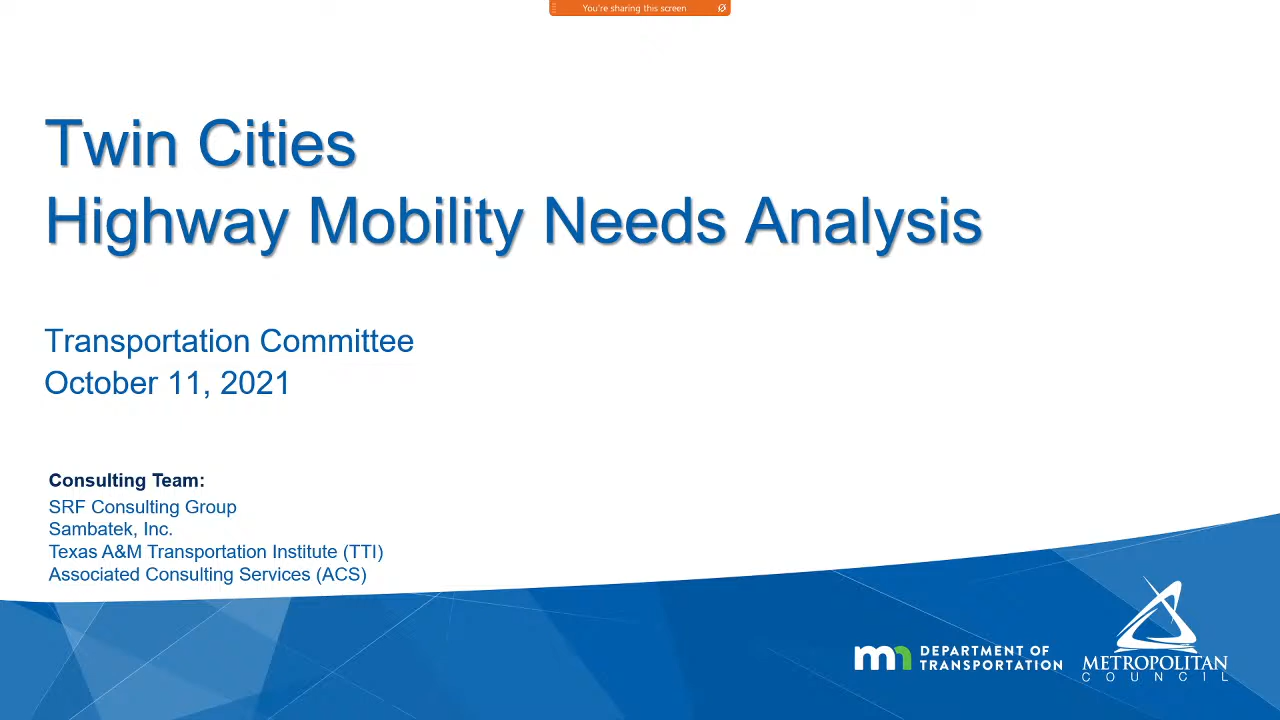 You're sharing this screen
Twin Cities
Highway Mobility Needs Analysis
Transportation Committee
October 11, 2021
Consulting Team:
SRF Consulting Group
Sambatek, Inc.
Texas A&M Transportation Institute (TTI)
Associated Consulting Services (ACS)
mn DEPARTMENT OF
TRANSPORTATION
METROPOLITAN
COUNCIL